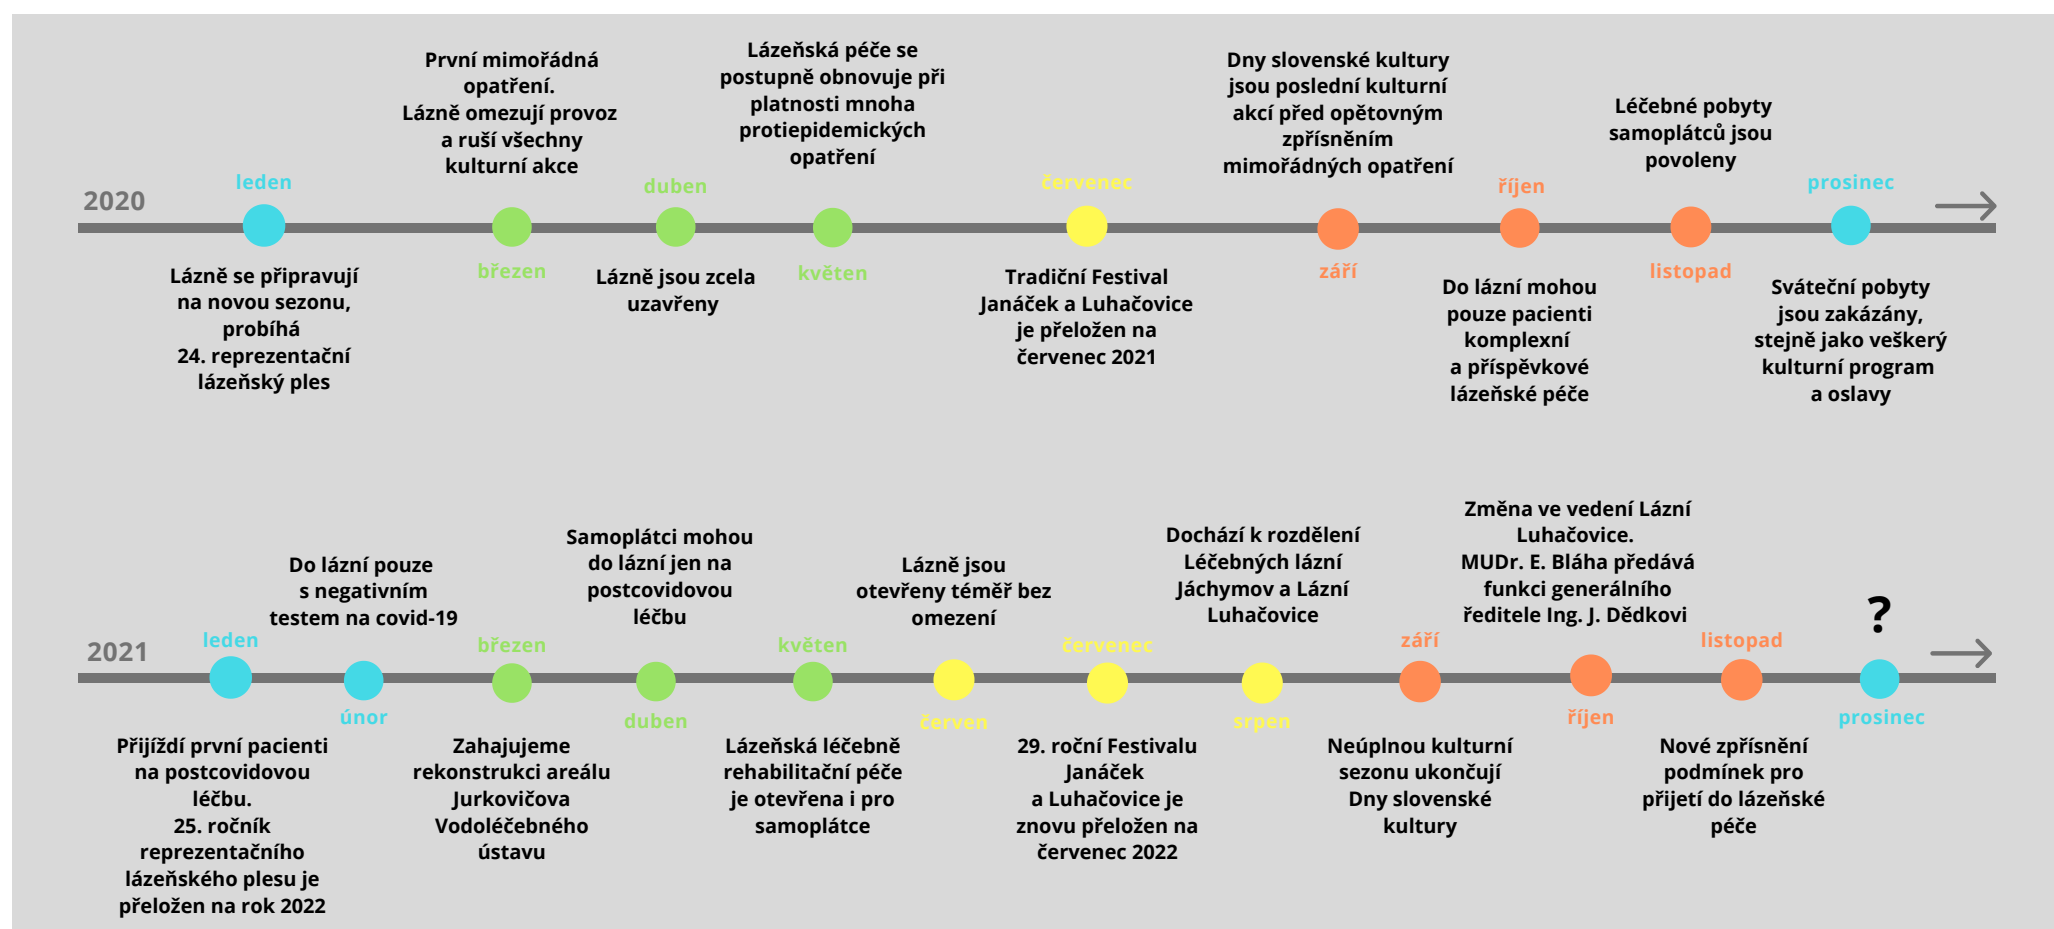 2020
leden
Lázně se připravují
na novou sezonu,
probíhá
24. reprezentační
lázeňský ples
První mimořádná
opatření.
Lázně omezují provoz
a ruší všechny
kulturní akce
březen
duben
Lázně jsou zcela
uzavřeny
Lázeňská péče se
postupně obnovuje při
platnosti mnoha
protiepidemických
opatření
květen
červenec
Tradiční Festival
Janáček a Luhačovice
je přeložen na
červenec 2021
Dny slovenské kultury
jsou poslední kulturní
akcí před opětovným
zpřísněním
mimořádných opatření
září
říjen
Do lázní mohou
pouze pacienti
komplexní
a příspěvkové
lázeňské péče
Léčebné pobyty
samoplátců jsou
povoleny
listopad
prosinec
Sváteční pobyty
jsou zakázány,
stejně jako veškerý
kulturní program
a oslavy
2021
leden
Přijíždí první pacienti
na postcovidovou
léčbu.
25. ročník
reprezentačního
lázeňského plesu je
přeložen na rok 2022
Do lázní pouze
s negativním
testem na covid-19
únor
březen
Zahajujeme
rekonstrukci areálu
Jurkovičova
Vodoléčebného
ústavu
Samoplátci mohou
do lázní jen na
postcovidovou
léčbu
duben
květen
Lázeňská léčebně
rehabilitační péče
je otevřena i pro
samoplátce
Lázně jsou
otevřeny téměř bez
omezení
červen
červenec
29. roční Festivalu
Janáček
a Luhačovice je
znovu přeložen na
červenec 2022
Dochází k rozdělení
Léčebných lázní
Jáchymov a Lázní
Luhačovice
srpen
září
Neúplnou kulturní
sezonu ukončují
Dny slovenské
kultury
Změna ve vedení Lázní
Luhačovice.
MUDr. E. Bláha předává
funkci generálního
ředitele Ing. J. Dědkovi
říjen
listopad
Nové zpřísnění
podmínek pro
přijetí do lázeňské
péče
?
prosinec